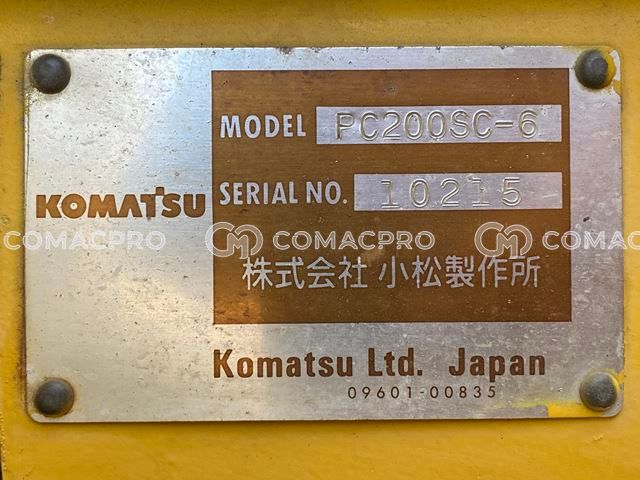 MODEL PC200SC-6
KOMATSU
SERIAL NO. 10215
COMACPRO COMACPRO COMAC
株式会社 小松製作所
Komatsu Ltd. Japan
09601-00835